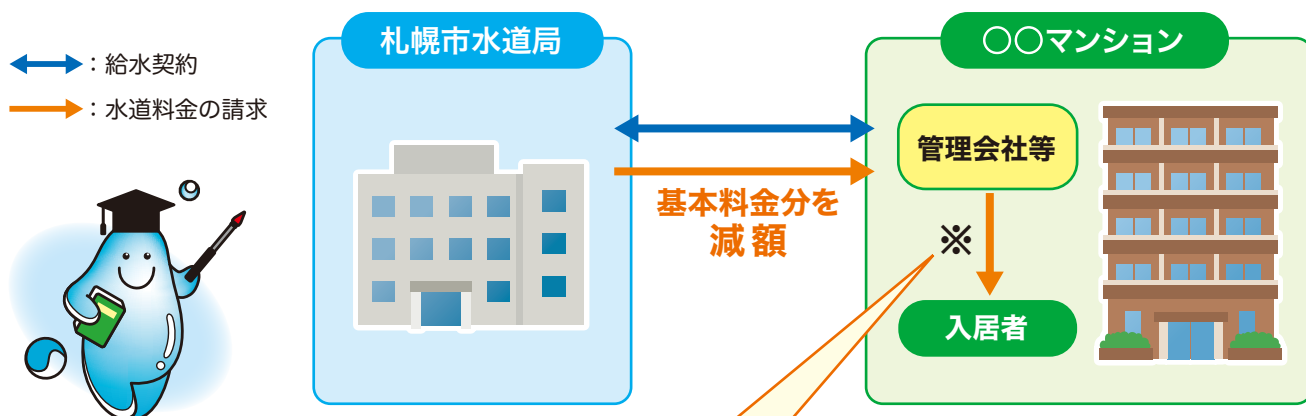 札幌市水道局
○○マンション
：給水契約
：水道料金の請求
管理会社等
基本料金分を
減額
※
入居者